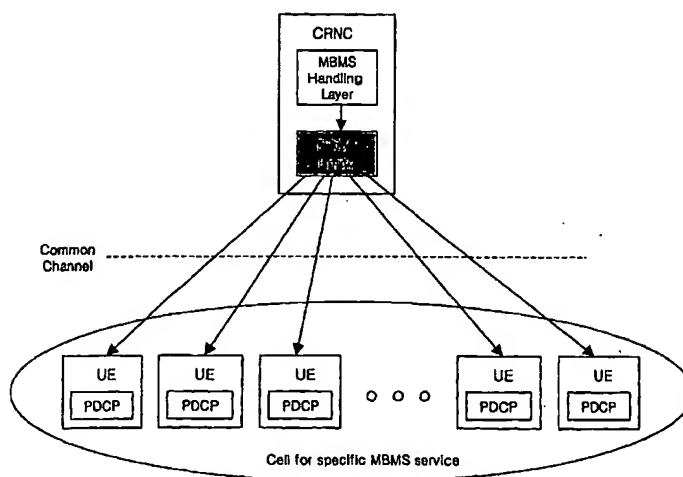 CRNC
MBMS
Handling
Layer
Common
Channel
UE
UE
UE
UE
UE
PDCP
PDCP
PDCP
PDCP
PDCP
Cell for specific MBMS service